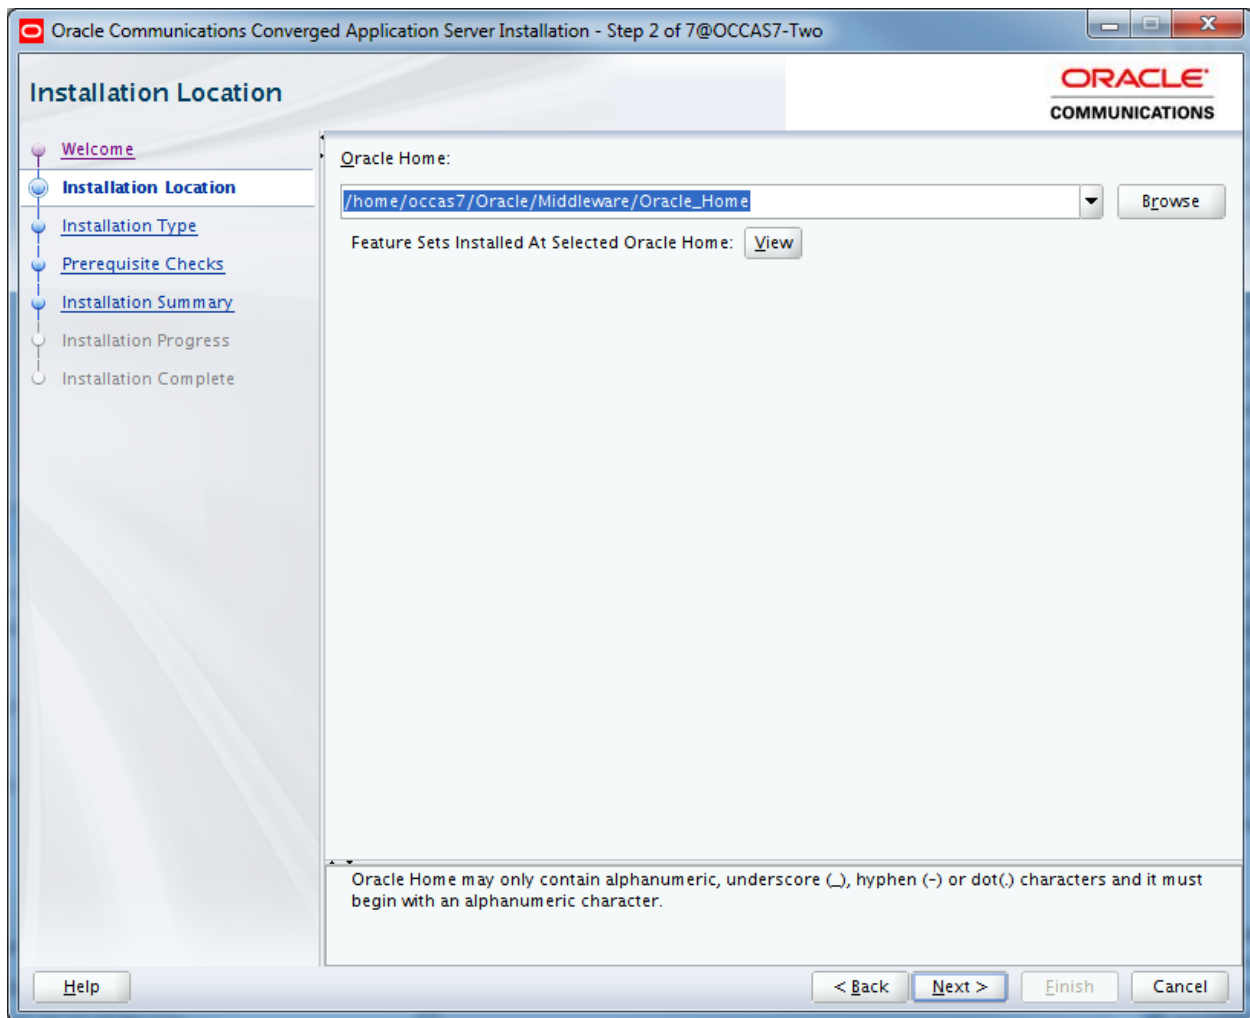 Oracle Communications Converged Application Server Installation - Step 2 of 7@OCCAS7-Two
Installation Location
ORACLE
COMMUNICATIONS
Welcome
Installation Location
Installation Type
Prerequisite Checks
Installation Summary
Installation Progress
Installation Complete
Oracle Home:
/home/occas7/Oracle/Middleware/Oracle_Home
Browse
Feature Sets Installed At Selected Oracle Home: View
Oracle Home may only contain alphanumeric, underscore (_), hyphen (-) or dot(.) characters and it must
begin with an alphanumeric character.
Help
< Back
Next >
Finish
Cancel